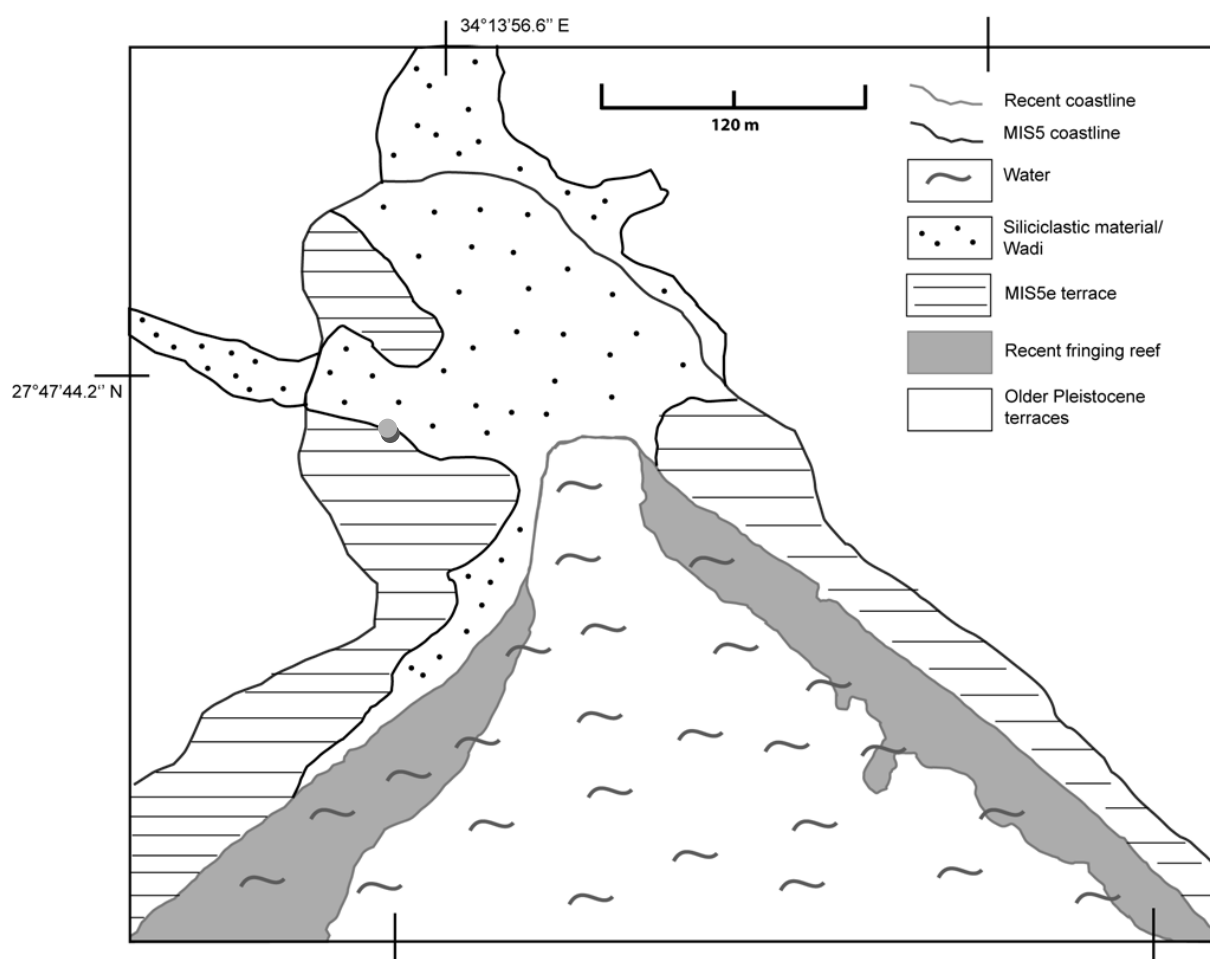 34°13’56.6’’ E
120 m
Recent coastline
MIS5 coastline
Water
Siliciclastic material/
Wadi
MIS5e terrace
Recent fringing reef
27°47’44.2‘’ N
Older Pleistocene
terraces